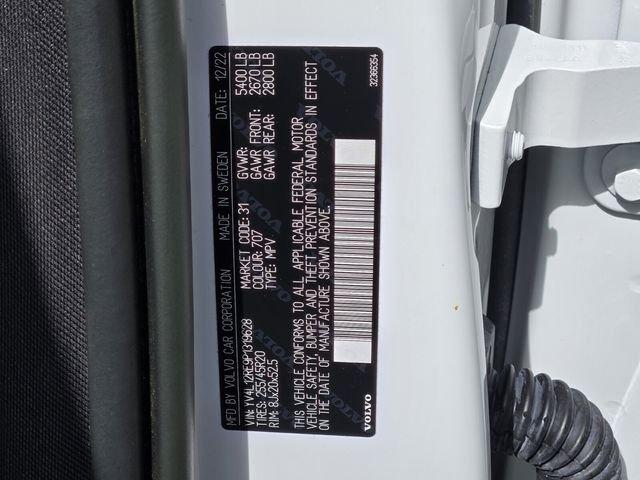 MFD BY VOLVO CAR CORPORATION MADE IN SWEDEN DATE: 12/22
VIN: YV4L12RE9P1319628 MARKET CODE: 31 GVWR: 5400 LB
TIRES: 255/45R20 COLOUR: 707 GAWR FRONT: 2670 LB
RIM: 8Jx20x52.5 TYPE: MPV GAWR REAR: 2800 LB
THIS VEHICLE CONFORMS TO ALL APPLICABLE FEDERAL MOTOR
VEHICLE SAFETY, BUMPER AND THEFT PREVENTION STANDARDS IN EFFECT
ON THE DATE OF MANUFACTURE SHOWN ABOVE.
VOLVO 32366354